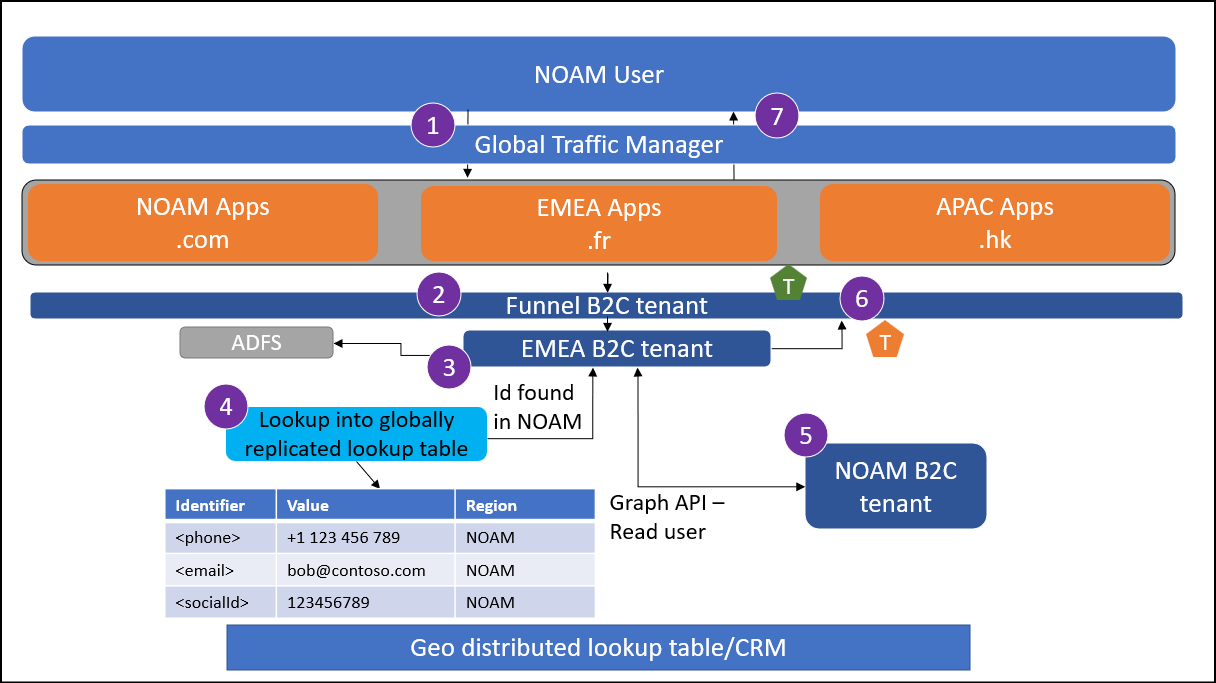 NOAM User
1
7
Global Traffic Manager
NOAM Apps
.com
EMEA Apps
.fr
APAC Apps
.hk
T
2
6
Funnel B2C tenant
T
ADFS
EMEA B2C tenant
3
Id found
in NOAM
4
Lookup into globally
replicated lookup table
5
NOAM B2C
tenant
Graph API –
Read user
Identifier Value Region
<phone> +1 123 456 789 NOAM
<email> bob@contoso.com NOAM
<socialId> 123456789 NOAM
Geo distributed lookup table/CRM